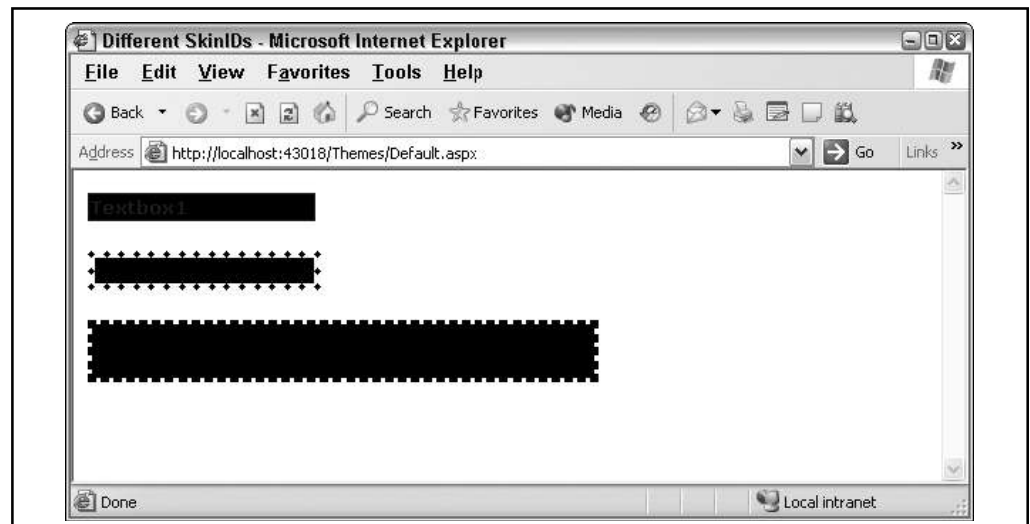 Different SkinIDs - Microsoft Internet Explorer
File Edit View Favorites Tools Help
Back Search Favorites Media
Address http://localhost:43018/Themes/Default.aspx Go Links »
Textbox1
Done Local intranet